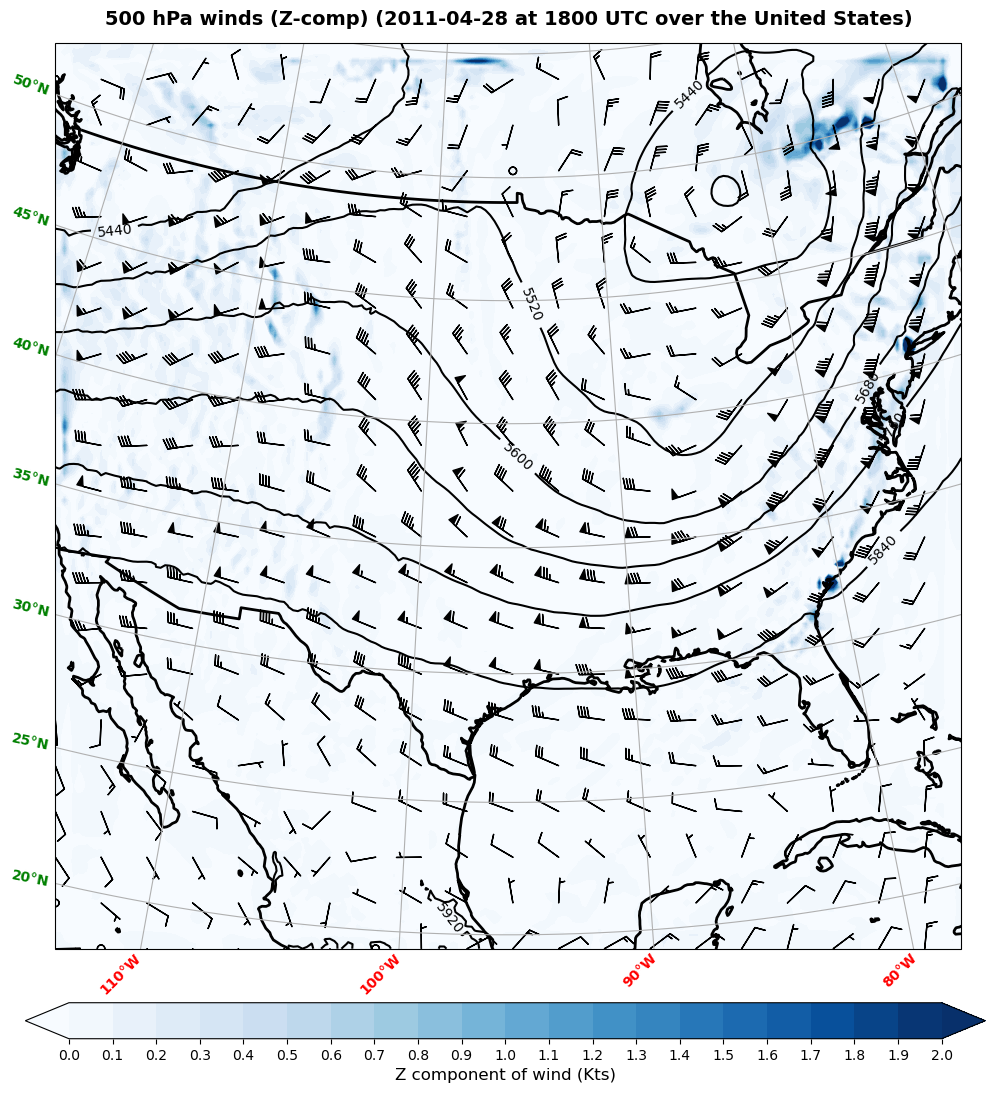 500 hPa winds (Z-comp) (2011-04-28 at 1800 UTC over the United States)
50°N
5440
45°N
5440
5520
40°N
5680
5600
35°N
5840
30°N
25°N
20°N
5920
110°W 100°W 90°W 80°W
0.0 0.1 0.2 0.3 0.4 0.5 0.6 0.7 0.8 0.9 1.0 1.1 1.2 1.3 1.4 1.5 1.6 1.7 1.8 1.9 2.0
Z component of wind (Kts)